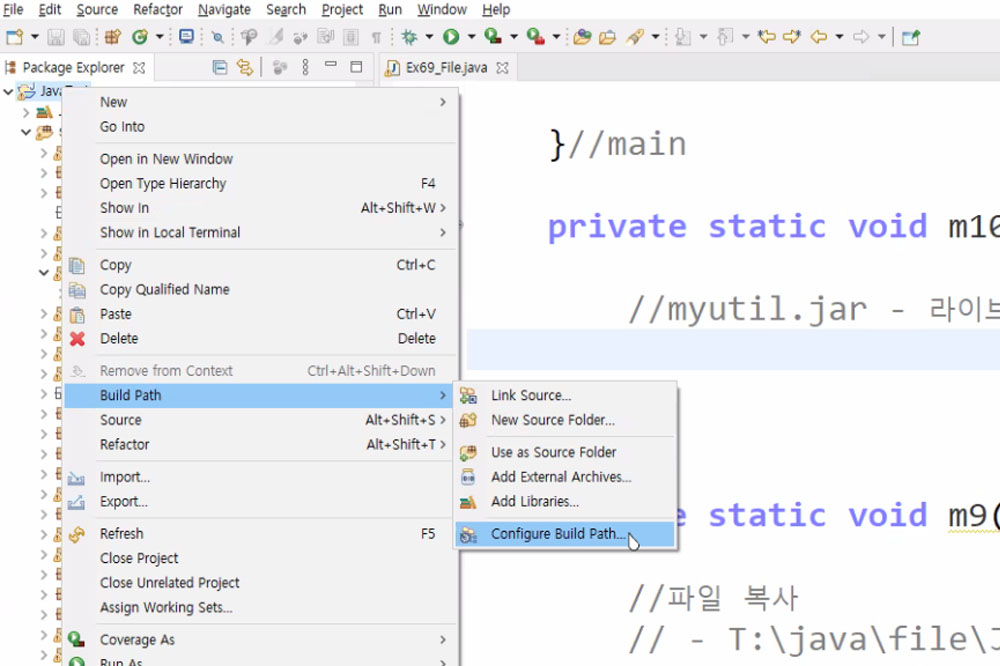 File Edit Source Refactor Navigate Search Project Run Window Help
Package Explorer
Ex69_File.java
New
Go Into
Open in New Window
Open Type Hierarchy F4
Show In Alt+Shift+W
Show in Local Terminal
Copy Ctrl+C
Copy Qualified Name
Paste Ctrl+V
Delete Delete
Remove from Context Ctrl+Alt+Shift+Down
Build Path
Source Alt+Shift+S
Refactor Alt+Shift+T
Import...
Export...
Refresh F5
Close Project
Close Unrelated Project
Assign Working Sets...
Coverage As
Run As
Link Source...
New Source Folder...
Use as Source Folder
Add External Archives...
Add Libraries...
Configure Build Path...
}//main
private static void m10
//myutil.jar - 라이브
static void m9(
//파일 복사
// - T:\java\file\